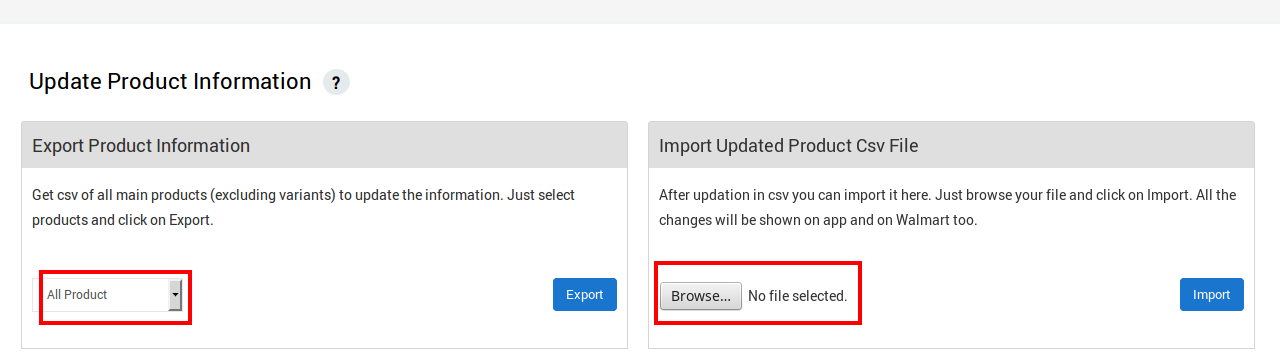 Update Product Information ?
Export Product Information
Get csv of all main products (excluding variants) to update the information. Just select
products and click on Export.
All Product
Export
Import Updated Product Csv File
After updation in csv you can import it here. Just browse your file and click on Import. All the
changes will be shown on app and on Walmart too.
Browse... No file selected.
Import